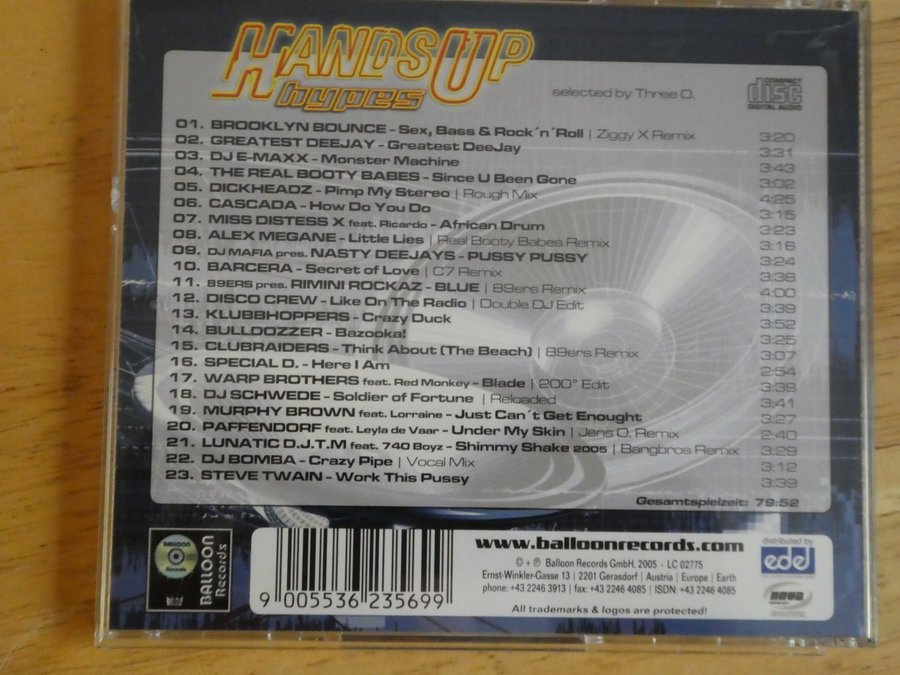 HANDS UP
hypes
selected by Three O.
COMPACT
disc
DIGITAL AUDIO
01. BROOKLYN BOUNCE - Sex, Bass & Rock´n´Roll | Ziggy X Remix 3:20
02. GREATEST DEEJAY - Greatest DeeJay 3:31
03. DJ E-MAXX - Monster Machine 3:43
04. THE REAL BOOTY BABES - Since U Been Gone 3:02
05. DICKHEADZ - Pimp My Stereo | Rough Mix 4:25
06. CASCADA - How Do You Do 3:15
07. MISS DISTESS X feat. Ricardo - African Drum 3:23
08. ALEX MEGANE - Little Lies | Real Booty Babes Remix 3:16
09. DJ MAFIA pres. NASTY DEEJAYS - PUSSY PUSSY 3:24
10. BARCERA - Secret of Love | C7 Remix 3:38
11. 89ERS pres. RIMINI ROCKAZ - BLUE | 89ers Remix 4:00
12. DISCO CREW - Like On The Radio | Double DJ Edit 3:39
13. KLUBBHOPPERS - Crazy Duck 3:52
14. BULLDOZZER - Bazooka! 3:25
15. CLUBRAIDERS - Think About (The Beach) | 89ers Remix 3:07
16. SPECIAL D. - Here I Am 2:54
17. WARP BROTHERS feat. Red Monkey - Blade | 200° Edit 3:39
18. DJ SCHWEDE - Soldier of Fortune | Reloaded 3:41
19. MURPHY BROWN feat. Lorraine - Just Can´t Get Enought 3:27
20. PAFFENDORF feat. Leyla de Vaar - Under My Skin | Jens O. Remix 2:40
21. LUNATIC D.J.T.M feat. 740 Boyz - Shimmy Shake 2005 | Bangbros Remix 3:29
22. DJ BOMBA - Crazy Pipe | Vocal Mix 3:12
23. STEVE TWAIN - Work This Pussy 3:39
Gesamtspielzeit: 79:52
BALLOON
Records
BALLOON
Records
9 005536 235699
www.balloonrecords.com
© + ℗ Balloon Records GmbH. 2005 - LC 02775
Ernst-Winkler-Gasse 13 | 2201 Gerasdorf | Austria | Europe | Earth
phone: +43 2246 3913 | fax: +43 2246 4085 | ISDN: +43 2246 4085
All trademarks & logos are protected!
distributed by
edel